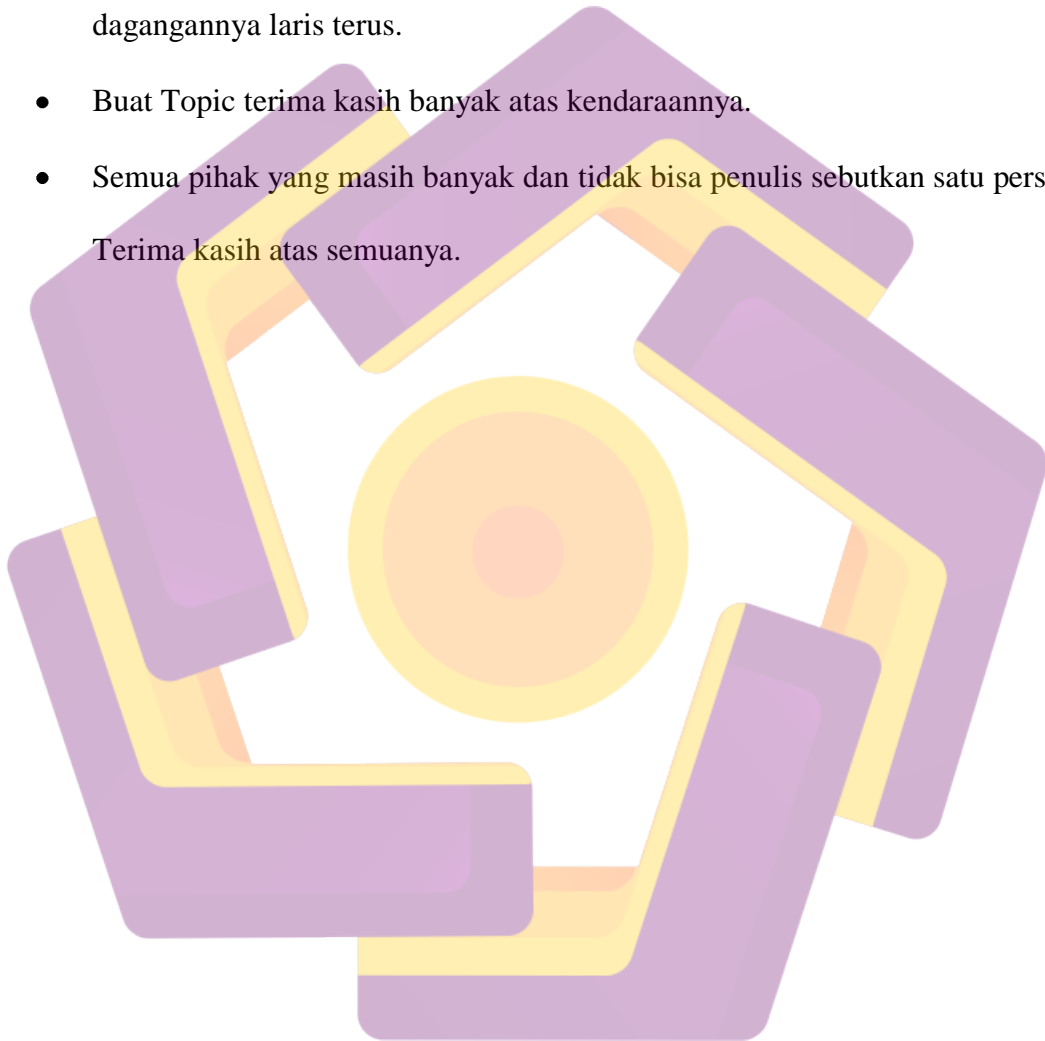 dagangannya laris terus.
• Buat Topic terima kasih banyak atas kendaraannya.
• Semua pihak yang masih banyak dan tidak bisa penulis sebutkan satu pers
Terima kasih atas semuanya.